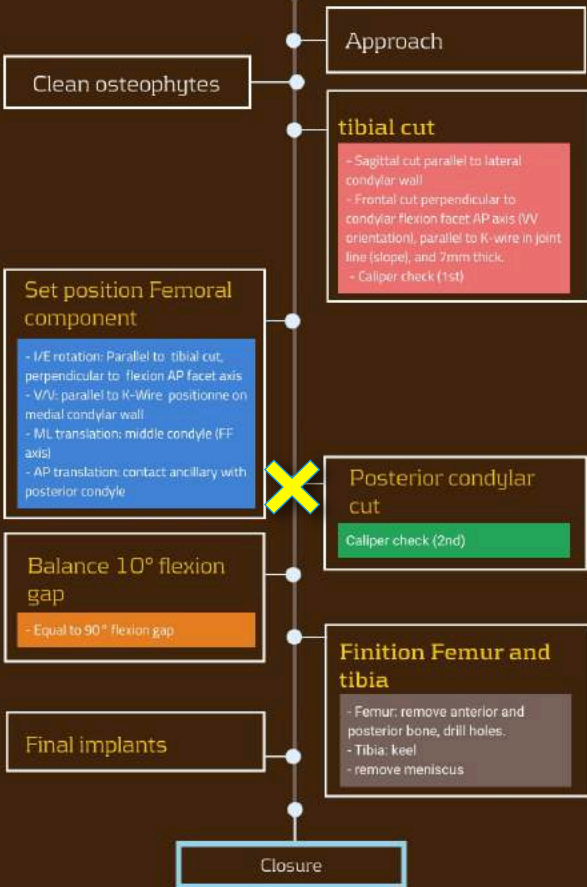 Approach
Clean osteophytes
tibial cut
- Sagittal cut parallel to lateral
condylar wall
- Frontal cut perpendicular to
condylar flexion facet AP axis (VV
orientation), parallel to K-wire in joint
line (slope), and 7mm thick.
- Caliper check (1st)
Set position Femoral
component
- I/E rotation: Parallel to tibial cut,
perpendicular to flexion AP facet axis
- V/V: parallel to K-Wire positionne on
medial condylar wall
- ML translation: middle condyle (FF
axis)
- AP translation: contact ancillary with
posterior condyle
Posterior condylar
cut
Caliper check (2nd)
Balance 10° flexion
gap
- Equal to 90° flexion gap
Finition Femur and
tibia
- Femur: remove anterior and
posterior bone, drill holes.
- Tibia: keel
- remove meniscus
Final implants
Closure